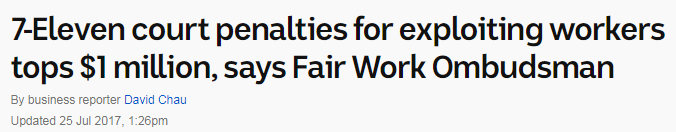 7-Eleven court penalties for exploiting workers
tops $1 million, says Fair Work Ombudsman
By business reporter David Chau
Updated 25 Jul 2017, 1:26pm